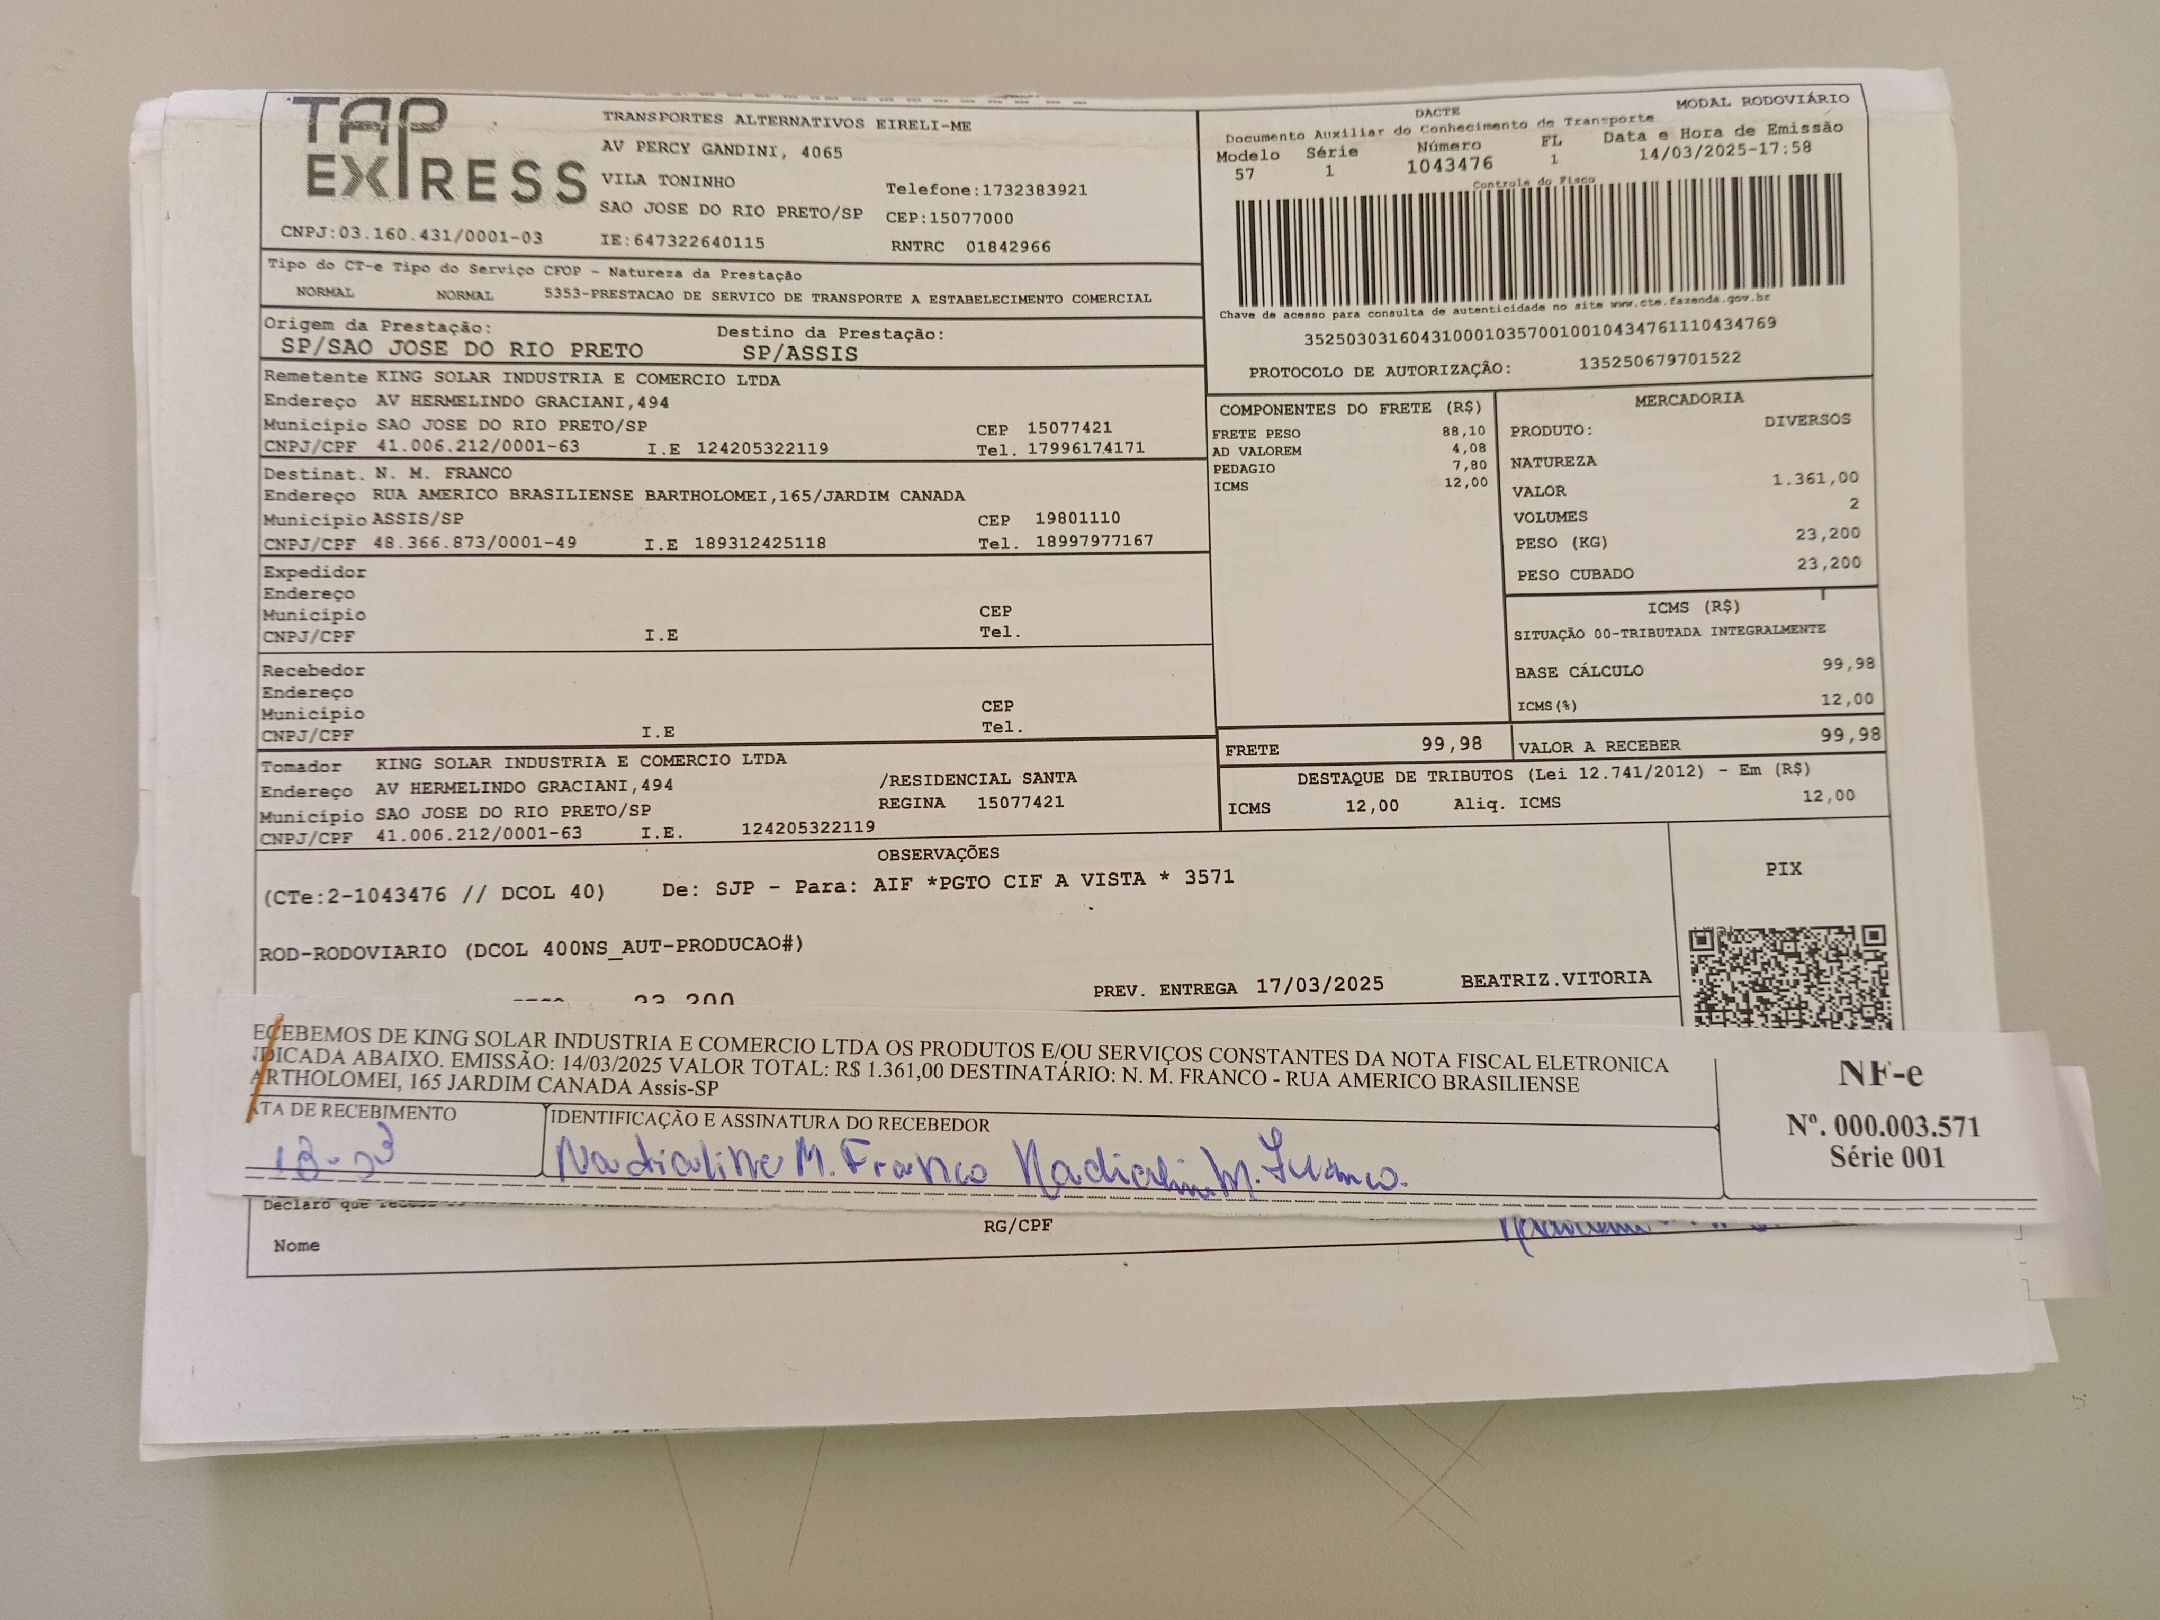 TAP
EXPRESS
TRANSPORTES ALTERNATIVOS EIRELI-ME
AV PERCY GANDINI, 4065
VILA TONINHO
Telefone:1732383921
SAO JOSE DO RIO PRETO/SP CEP:15077000
CNPJ:03.160.431/0001-03 IE:647322640115 RNTRC 01842966
DACTE MODAL RODOVIÁRIO
Documento Auxiliar do Conhecimento de Transporte
Modelo Série Número FL Data e Hora de Emissão
57 1 1043476 1 14/03/2025-17:58
Controle do Fisco
Chave de acesso para consulta de autenticidade no site www.cte.fazenda.gov.br
35250303160431000103570010010434761110434769
PROTOCOLO DE AUTORIZAÇÃO: 135250679701522
Tipo do CT-e Tipo do Serviço CFOP - Natureza da Prestação
NORMAL NORMAL 5353-PRESTACAO DE SERVICO DE TRANSPORTE A ESTABELECIMENTO COMERCIAL
Origem da Prestação: Destino da Prestação:
SP/SAO JOSE DO RIO PRETO SP/ASSIS
Remetente KING SOLAR INDUSTRIA E COMERCIO LTDA
Endereço AV HERMELINDO GRACIANI,494
Município SAO JOSE DO RIO PRETO/SP CEP 15077421
CNPJ/CPF 41.006.212/0001-63 I.E 124205322119 Tel. 17996174171
Destinat. N. M. FRANCO
Endereço RUA AMERICO BRASILIENSE BARTHOLOMEI,165/JARDIM CANADA
Município ASSIS/SP CEP 19801110
CNPJ/CPF 48.366.873/0001-49 I.E 189312425118 Tel. 18997977167
Expedidor
Endereço
Município CEP
CNPJ/CPF I.E Tel.
Recebedor
Endereço
Município CEP
CNPJ/CPF I.E Tel.
Tomador KING SOLAR INDUSTRIA E COMERCIO LTDA
Endereço AV HERMELINDO GRACIANI,494 /RESIDENCIAL SANTA
Município SAO JOSE DO RIO PRETO/SP REGINA 15077421
CNPJ/CPF 41.006.212/0001-63 I.E. 124205322119
COMPONENTES DO FRETE (R$)
FRETE PESO 88,10
AD VALOREM 4,08
PEDAGIO 7,80
ICMS 12,00
MERCADORIA
PRODUTO: DIVERSOS
NATUREZA
VALOR 1.361,00
VOLUMES 2
PESO (KG) 23,200
PESO CUBADO 23,200
ICMS (R$)
SITUAÇÃO 00-TRIBUTADA INTEGRALMENTE
BASE CÁLCULO 99,98
ICMS(%) 12,00
FRETE 99,98 VALOR A RECEBER 99,98
DESTAQUE DE TRIBUTOS (Lei 12.741/2012) - Em (R$)
ICMS 12,00 Aliq. ICMS 12,00
OBSERVAÇÕES
(CTe:2-1043476 // DCOL 40) De: SJP - Para: AIF *PGTO CIF A VISTA * 3571
ROD-RODOVIARIO (DCOL 400NS_AUT-PRODUCAO#)
23,200 PREV. ENTREGA 17/03/2025 BEATRIZ.VITORIA
PIX
ECEBEMOS DE KING SOLAR INDUSTRIA E COMERCIO LTDA OS PRODUTOS E/OU SERVIÇOS CONSTANTES DA NOTA FISCAL ELETRONICA
NDICADA ABAIXO. EMISSÃO: 14/03/2025 VALOR TOTAL: R$ 1.361,00 DESTINATÁRIO: N. M. FRANCO - RUA AMERICO BRASILIENSE
ARTHOLOMEI, 165 JARDIM CANADA Assis-SP
ATA DE RECEBIMENTO IDENTIFICAÇÃO E ASSINATURA DO RECEBEDOR
18-03 Nadialine M. Franco Nadialine M. Franco.
NF-e
Nº. 000.003.571
Série 001
Declaro que
RG/CPF
Nome